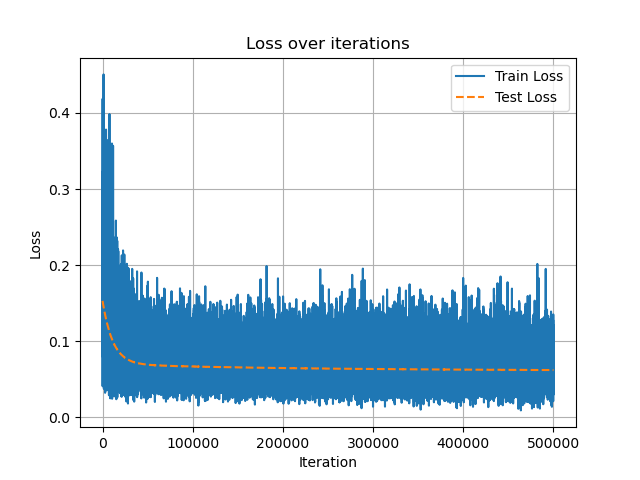 Loss over iterations
Train Loss
Test Loss
0.4
0.3
0.2
0.1
0.0
Loss
0 100000 200000 300000 400000 500000
Iteration